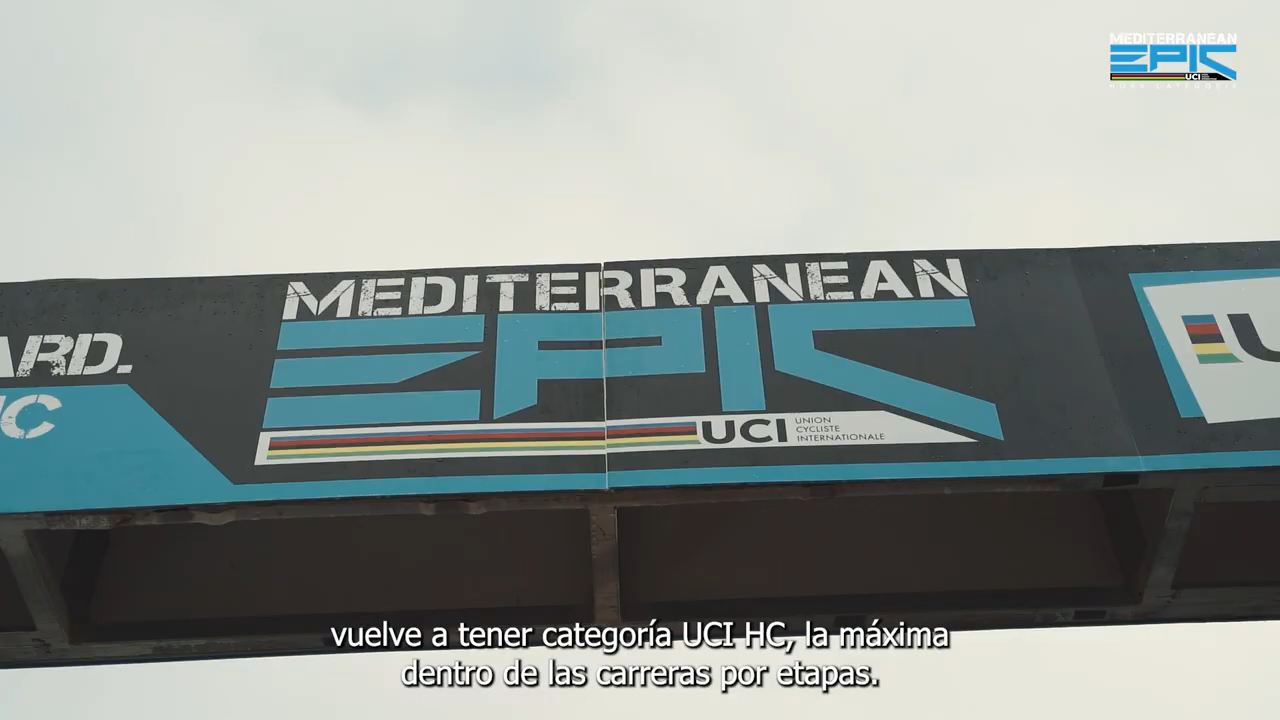 MEDITERRANEAN
EPIC
UCI
MEDITERRANEAN
EPIC
UCI UNION
CYCLISTE
INTERNATIONALE
ARD.
IC
U
vuelve a tener categoría UCI HC, la máxima
dentro de las carreras por etapas.